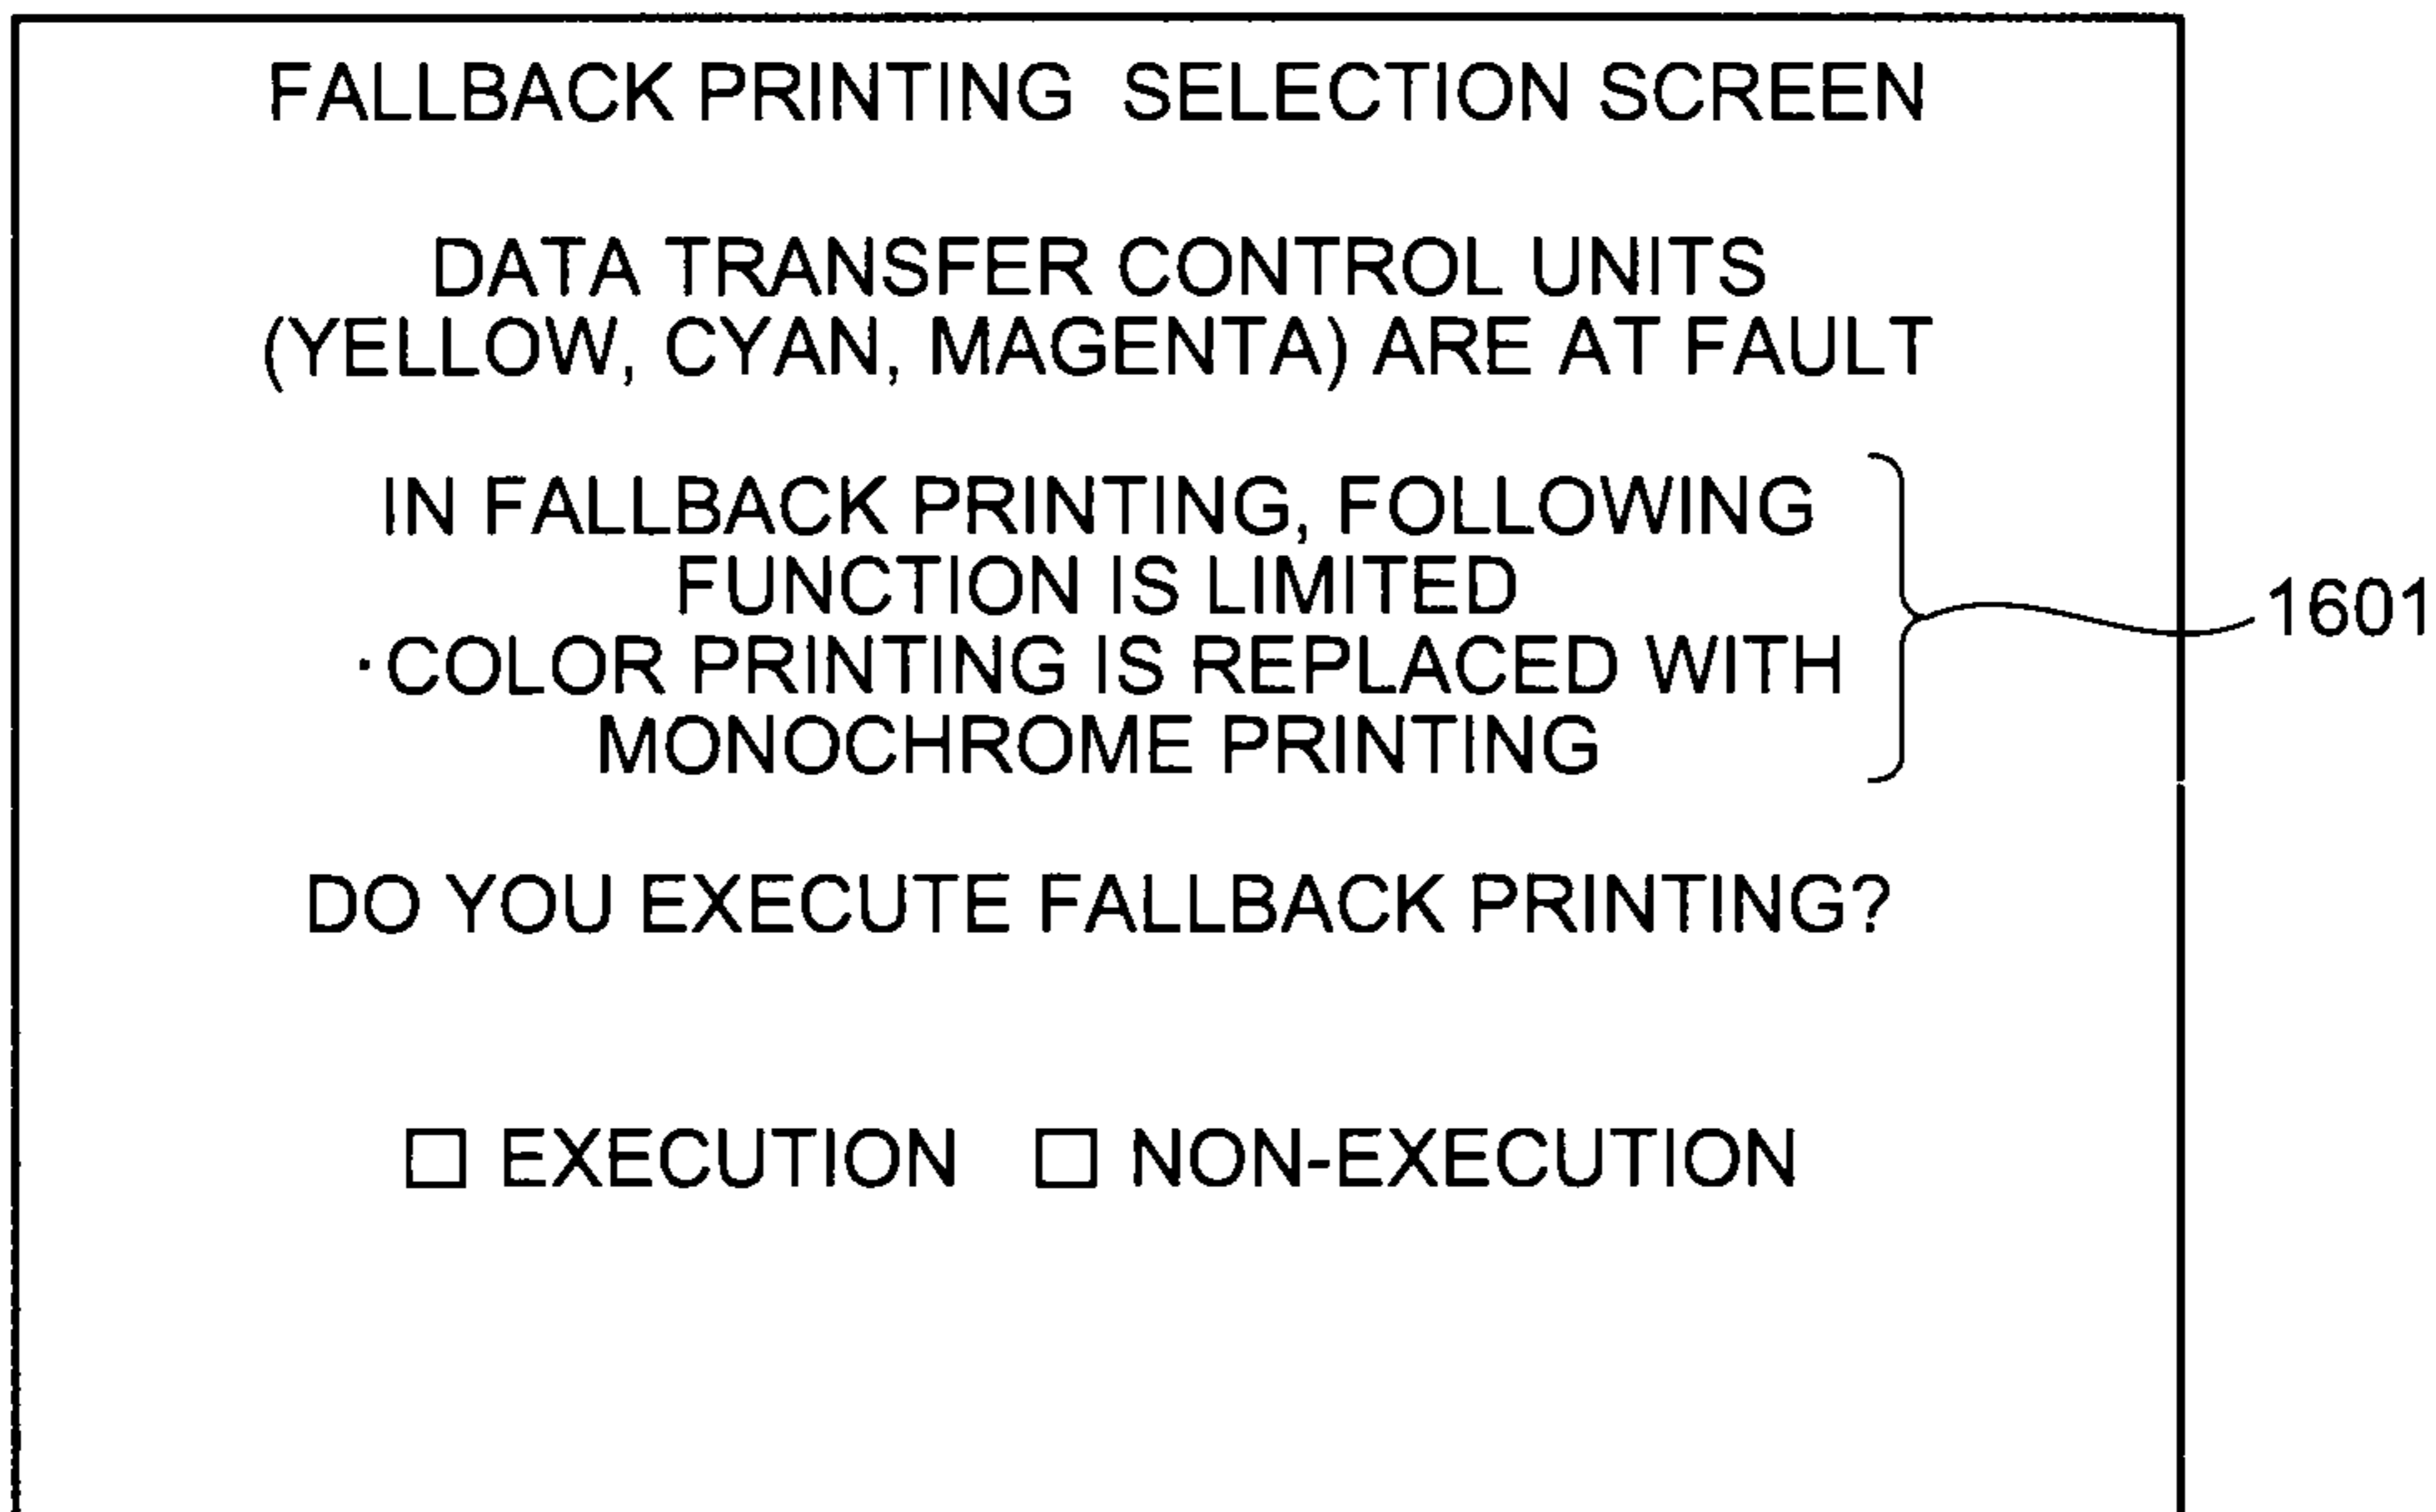 FALLBACK PRINTING SELECTION SCREEN
DATA TRANSFER CONTROL UNITS
(YELLOW, CYAN, MAGENTA) ARE AT FAULT
IN FALLBACK PRINTING, FOLLOWING
FUNCTION IS LIMITED
·COLOR PRINTING IS REPLACED WITH
MONOCHROME PRINTING
1601
DO YOU EXECUTE FALLBACK PRINTING?
□ EXECUTION □ NON-EXECUTION